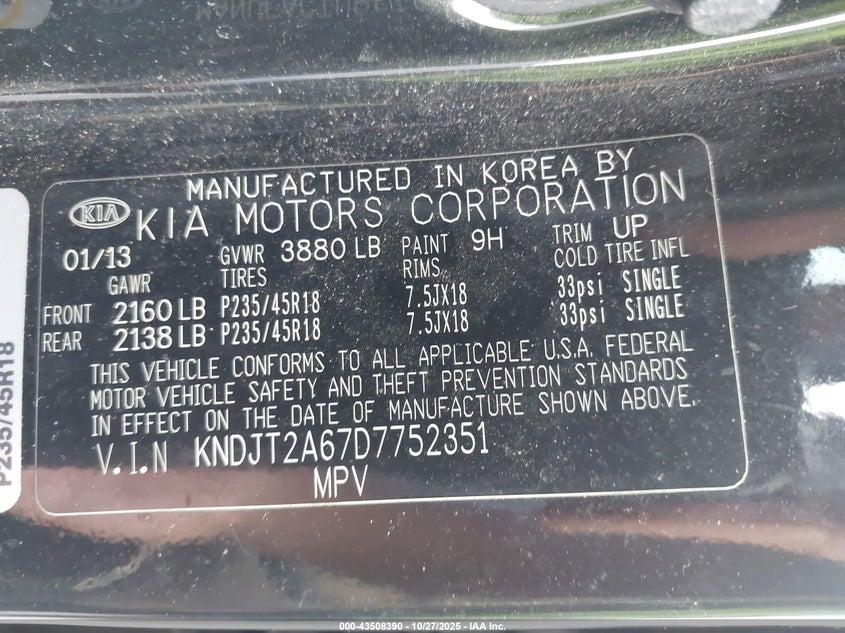 MANUFACTURED IN KOREA BY
KIA KIA MOTORS CORPORATION
01/13 GVWR 3880 LB PAINT 9H TRIM UP
GAWR TIRES RIMS COLD TIRE INFL
FRONT 2160 LB P235/45R18 7.5JX18 33psi SINGLE
REAR 2138 LB P235/45R18 7.5JX18 33psi SINGLE
THIS VEHICLE CONFORMS TO ALL APPLICABLE U.S.A. FEDERAL
MOTOR VEHICLE SAFETY AND THEFT PREVENTION STANDARDS
IN EFFECT ON THE DATE OF MANUFACTURE SHOWN ABOVE.
V.I.N KNDJT2A67D7752351
MPV
P235/45R18
000-43508390 - 10/27/2025 - IAA Inc.